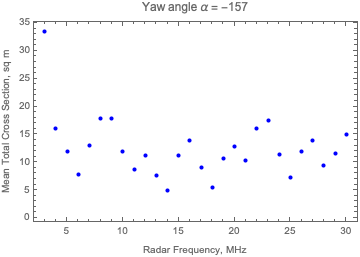 Yaw angle α = −157
Mean Total Cross Section, sq m
35
30
25
20
15
10
5
0
5 10 15 20 25 30
Radar Frequency, MHz